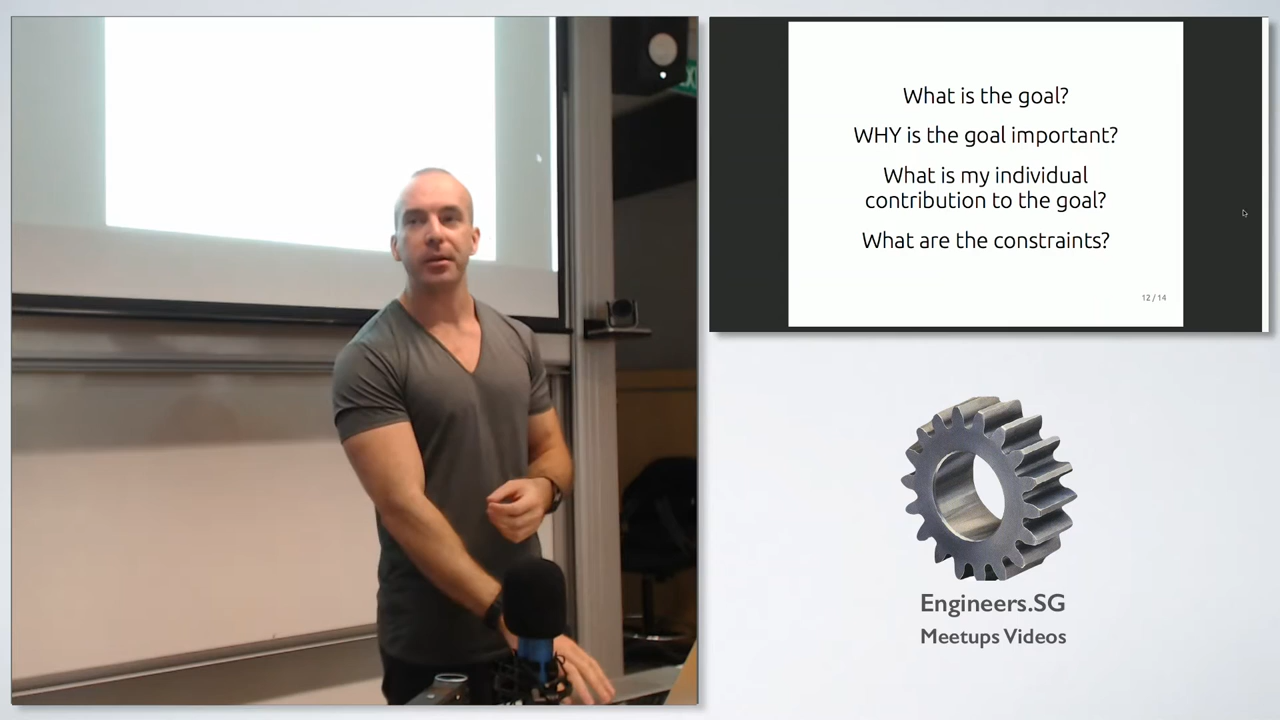 What is the goal?
WHY is the goal important?
What is my individual
contribution to the goal?
What are the constraints?
12 / 14
Engineers.SG
Meetups Videos